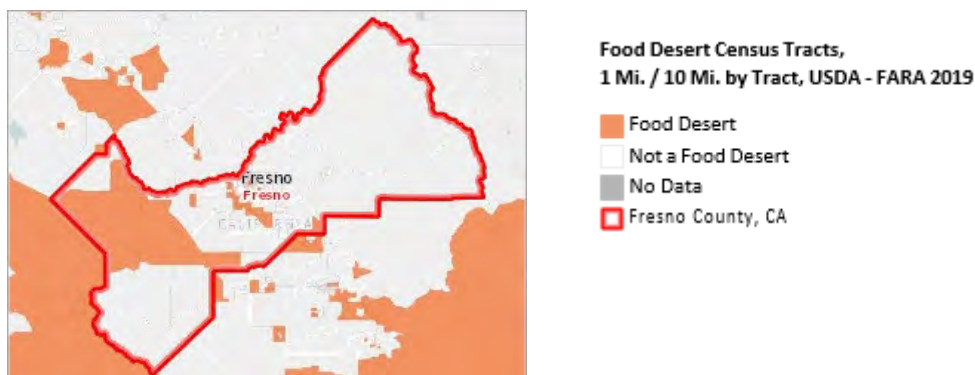 Food Desert Census Tracts,
1 Mi. / 10 Mi. by Tract, USDA - FARA 2019
Food Desert
Not a Food Desert
No Data
Fresno County, CA
Fresno
Fresno